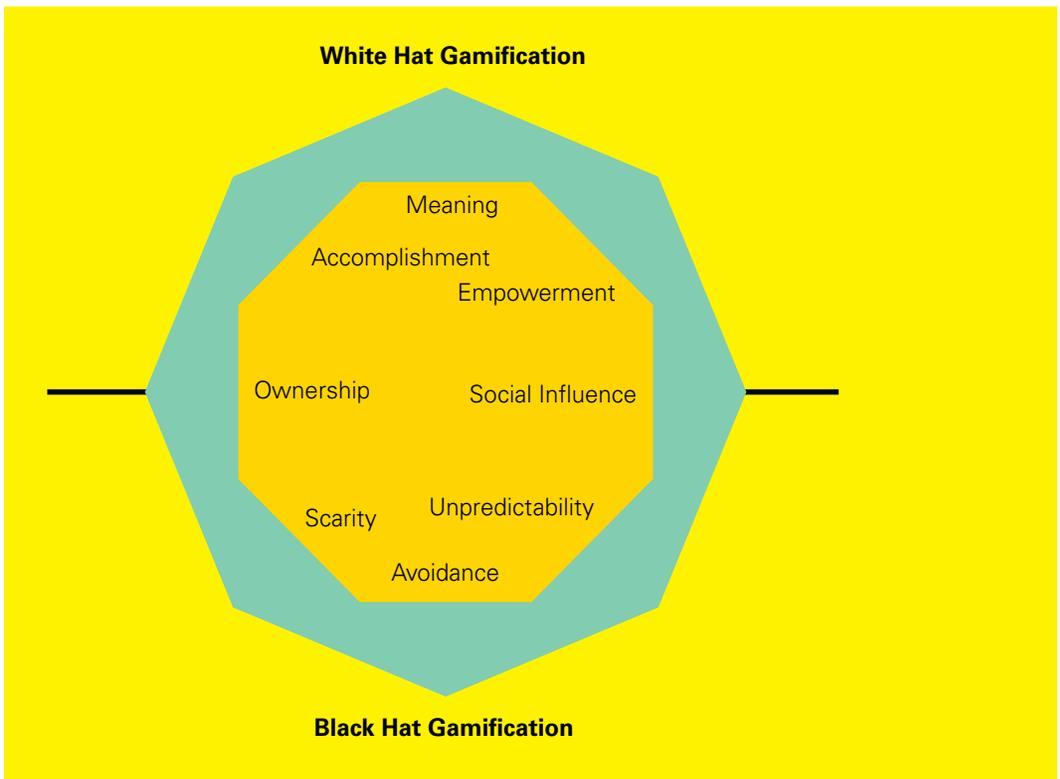 White Hat Gamification
Meaning
Accomplishment
Empowerment
Ownership
Social Influence
Unpredictability
Scarity
Avoidance
Black Hat Gamification